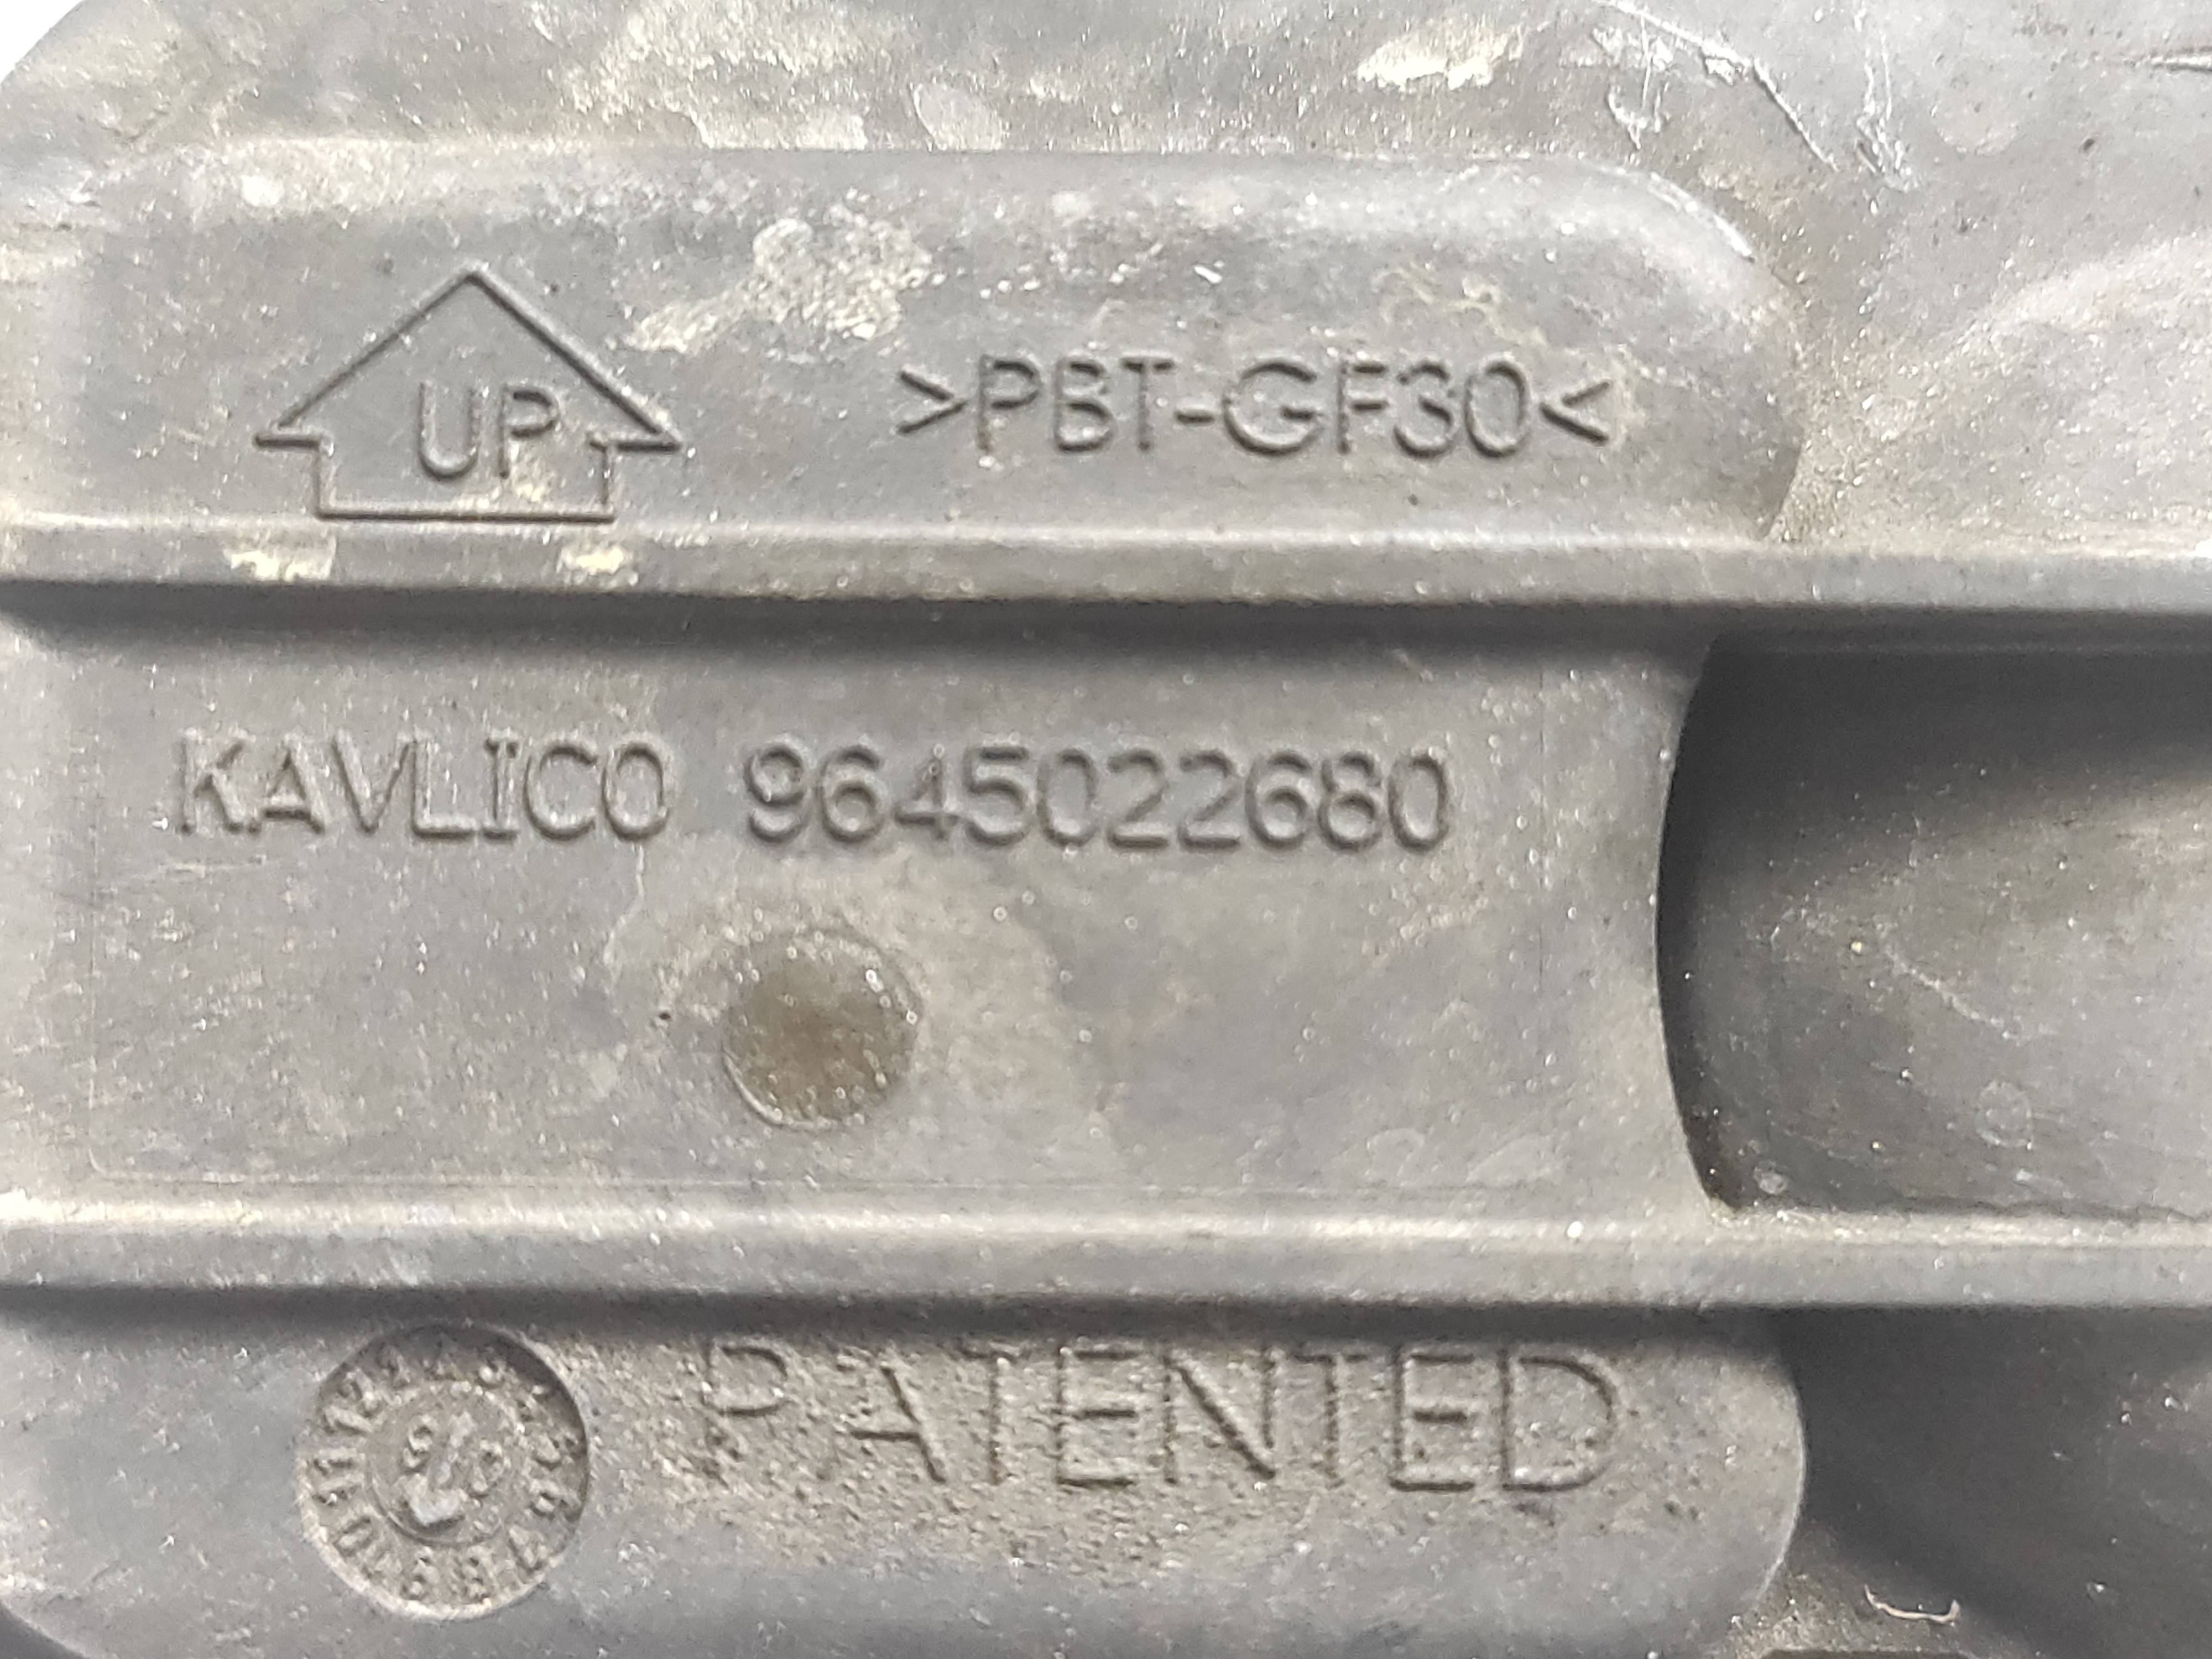 UP >PBT-GF30<
KAVLICO 9645022680
PATENTED